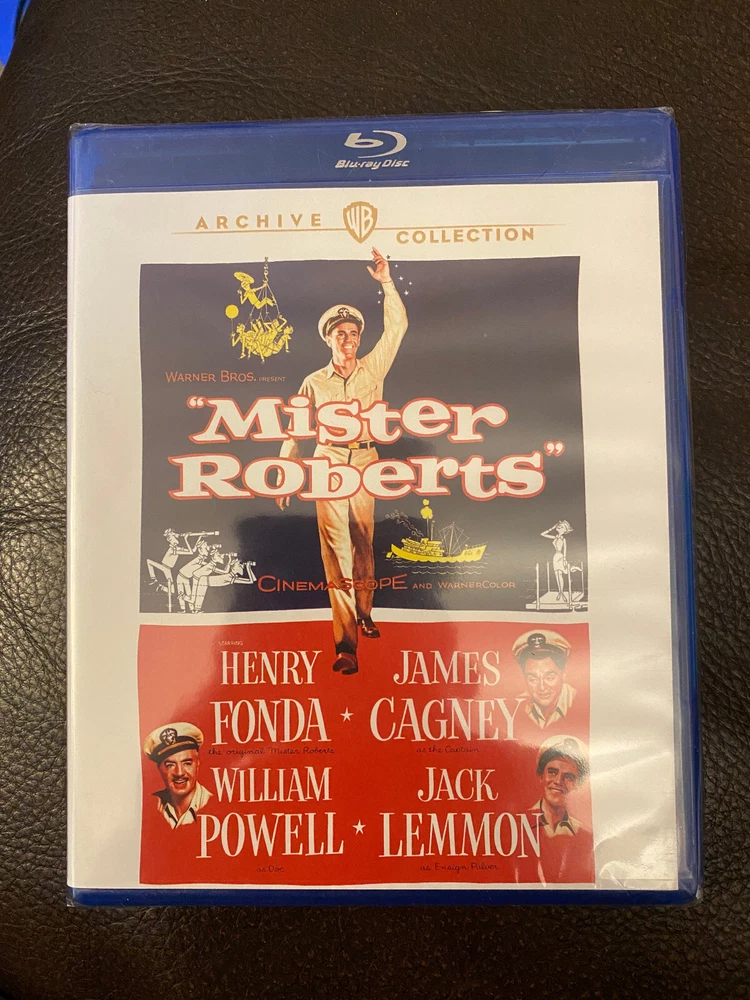 Blu-ray Disc
ARCHIVE WB COLLECTION
WARNER BROS. PRESENT
"Mister
Roberts"
CINEMASCOPE AND WARNERCOLOR
STARRING
HENRY JAMES
FONDA ★ CAGNEY
the original Mister Roberts as the Captain
WILLIAM JACK
POWELL ★ LEMMON
as Doc as Ensign Pulver